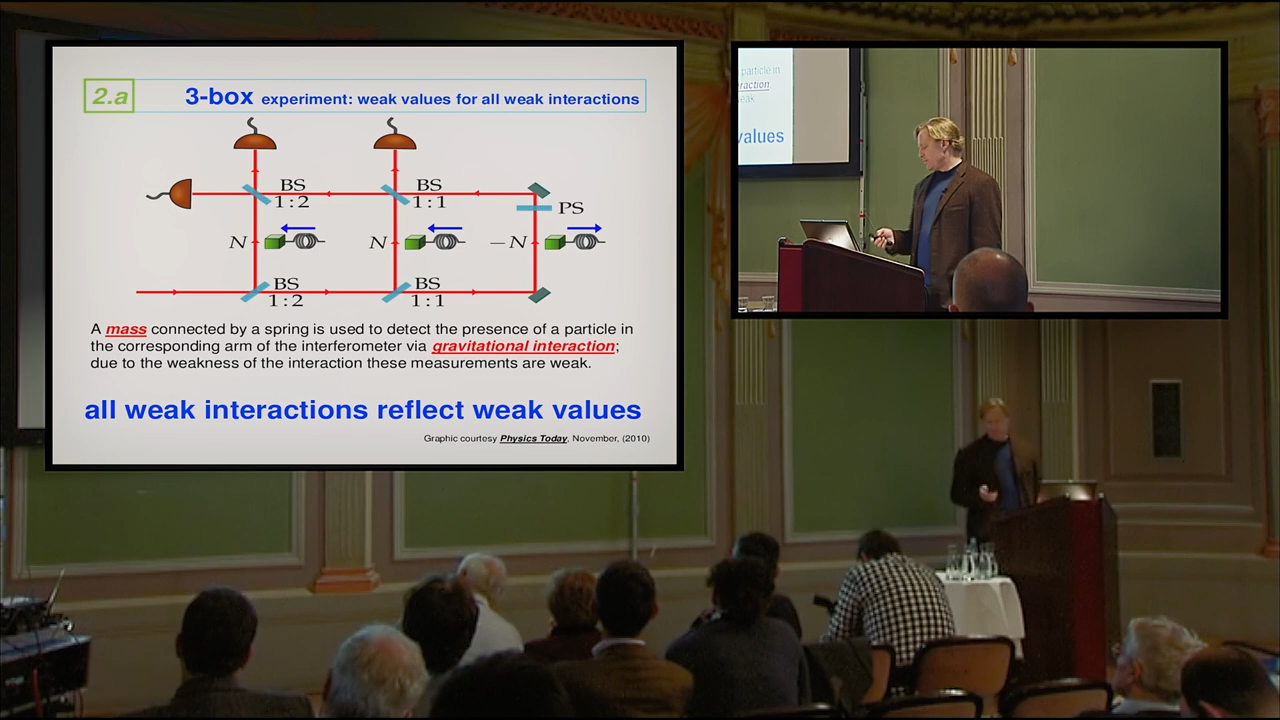 2.a
3-box experiment: weak values for all weak interactions
BS
1:2
BS
1:1
PS
N
N
−N
BS
1:2
BS
1:1
A mass connected by a spring is used to detect the presence of a particle in
the corresponding arm of the interferometer via gravitational interaction;
due to the weakness of the interaction these measurements are weak.
all weak interactions reflect weak values
Graphic courtesy Physics Today, November, (2010)
particle in
raction
eak
values